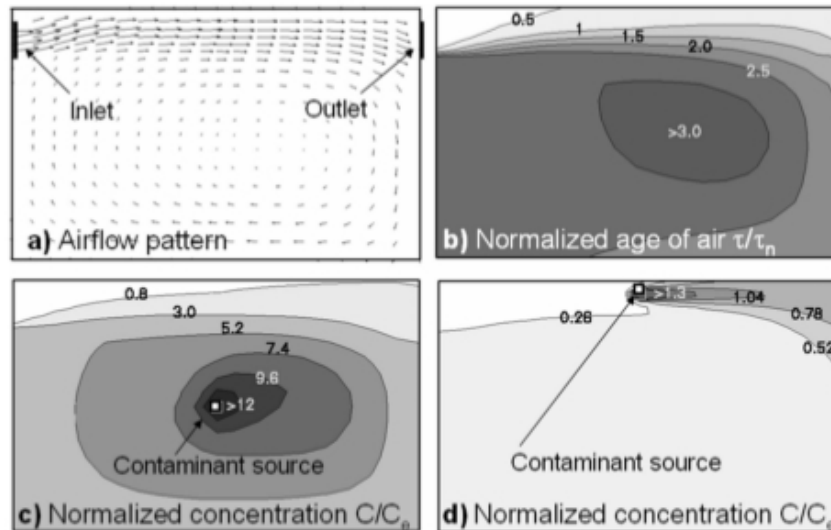 Inlet
Outlet
a) Airflow pattern
0.5
1
1.5
2.0
2.5
>3.0
b) Normalized age of air τ/τn
0.8
3.0
5.2
7.4
9.6
>12
Contaminant source
c) Normalized concentration C/Ce
>1.3
1.04
0.26
0.78
0.52
Contaminant source
d) Normalized concentration C/C